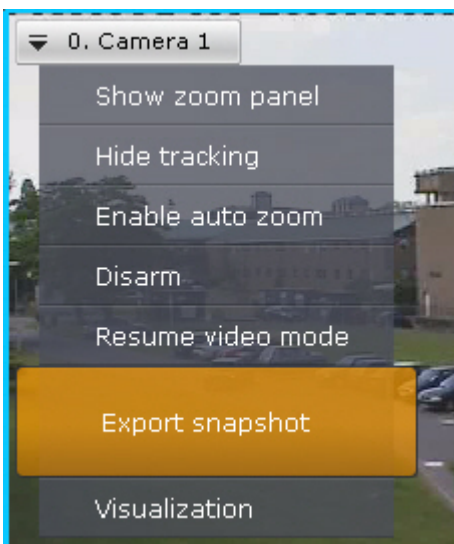 0. Camera 1
Show zoom panel
Hide tracking
Enable auto zoom
Disarm
Resume video mode
Export snapshot
Visualization